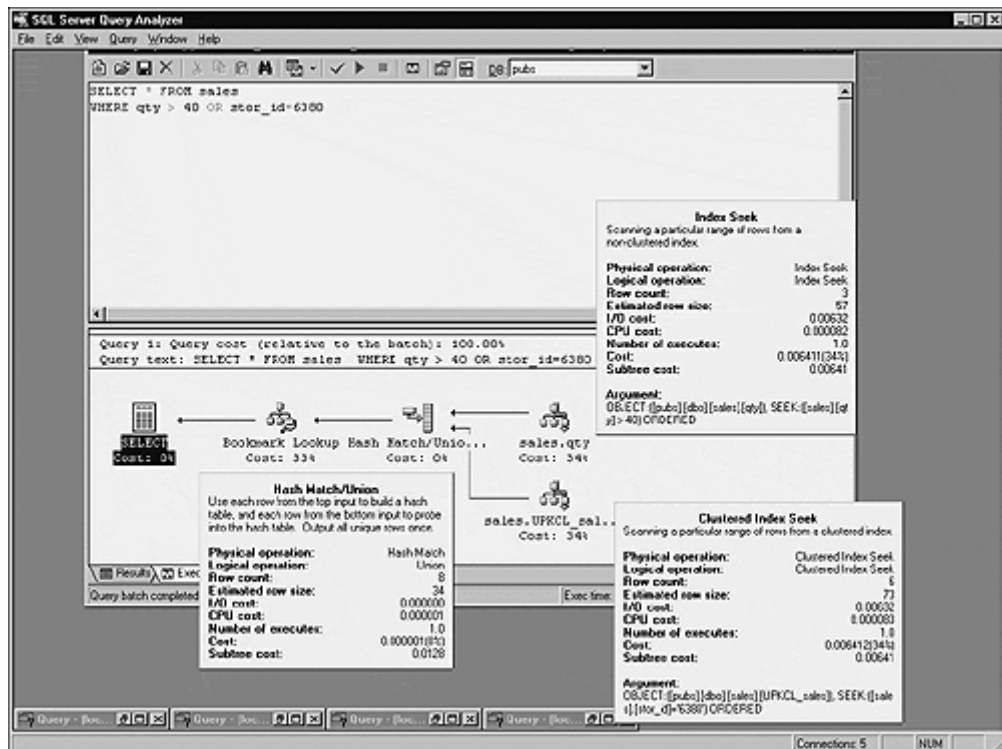 SQL Server Query Analyzer
File Edit View Query Window Help
DB: pubs
SELECT * FROM sales
WHERE qty > 40 OR stor_id=6380
Index Seek
Scanning a particular range of rows from a
non-clustered index.
Physical operation: Index Seek
Logical operation: Index Seek
Row count: 3
Estimated row size: 57
I/O cost: 0.00632
CPU cost: 0.000082
Number of executes: 1.0
Cost: 0.006411(34%)
Subtree cost: 0.00641
Argument:
OBJECT:([pubs].[dbo].[sales].[qty]), SEEK:([sales].[qt
y] > 40) ORDERED
Query 1: Query cost (relative to the batch): 100.00%
Query text: SELECT * FROM sales WHERE qty > 40 OR stor_id=6380
SELECT
Cost: 0%
Bookmark Lookup
Cost: 33%
Hash Match/Unio...
Cost: 0%
sales.qty
Cost: 34%
sales.UPKCL_sal...
Cost: 34%
Hash Match/Union
Use each row from the top input to build a hash
table, and each row from the bottom input to probe
into the hash table. Output all unique rows once.
Physical operation: Hash Match
Logical operation: Union
Row count: 8
Estimated row size: 34
I/O cost: 0.000000
CPU cost: 0.000001
Number of executes: 1.0
Cost: 0.000001(0%)
Subtree cost: 0.0128
Clustered Index Seek
Scanning a particular range of rows from a clustered index.
Physical operation: Clustered Index Seek
Logical operation: Clustered Index Seek
Row count: 6
Estimated row size: 73
I/O cost: 0.00632
CPU cost: 0.000083
Number of executes: 1.0
Cost: 0.006412(34%)
Subtree cost: 0.00641
Argument:
OBJECT:([pubs].[dbo].[sales].[UPKCL_sales]), SEEK:([sale
s].[stor_id]='6380') ORDERED
Results Exec
Query batch completed
Exec time:
Query - (loc... Query - (loc... Query - (loc... Query - (loc...
Connections: 5 NUM